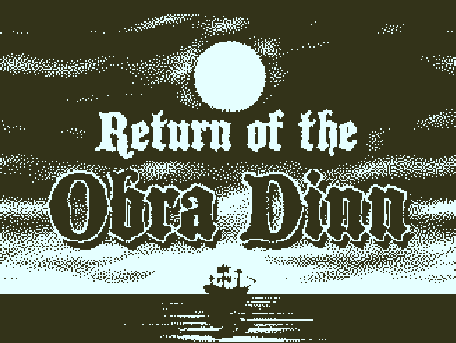 Return of the
Obra Dinn